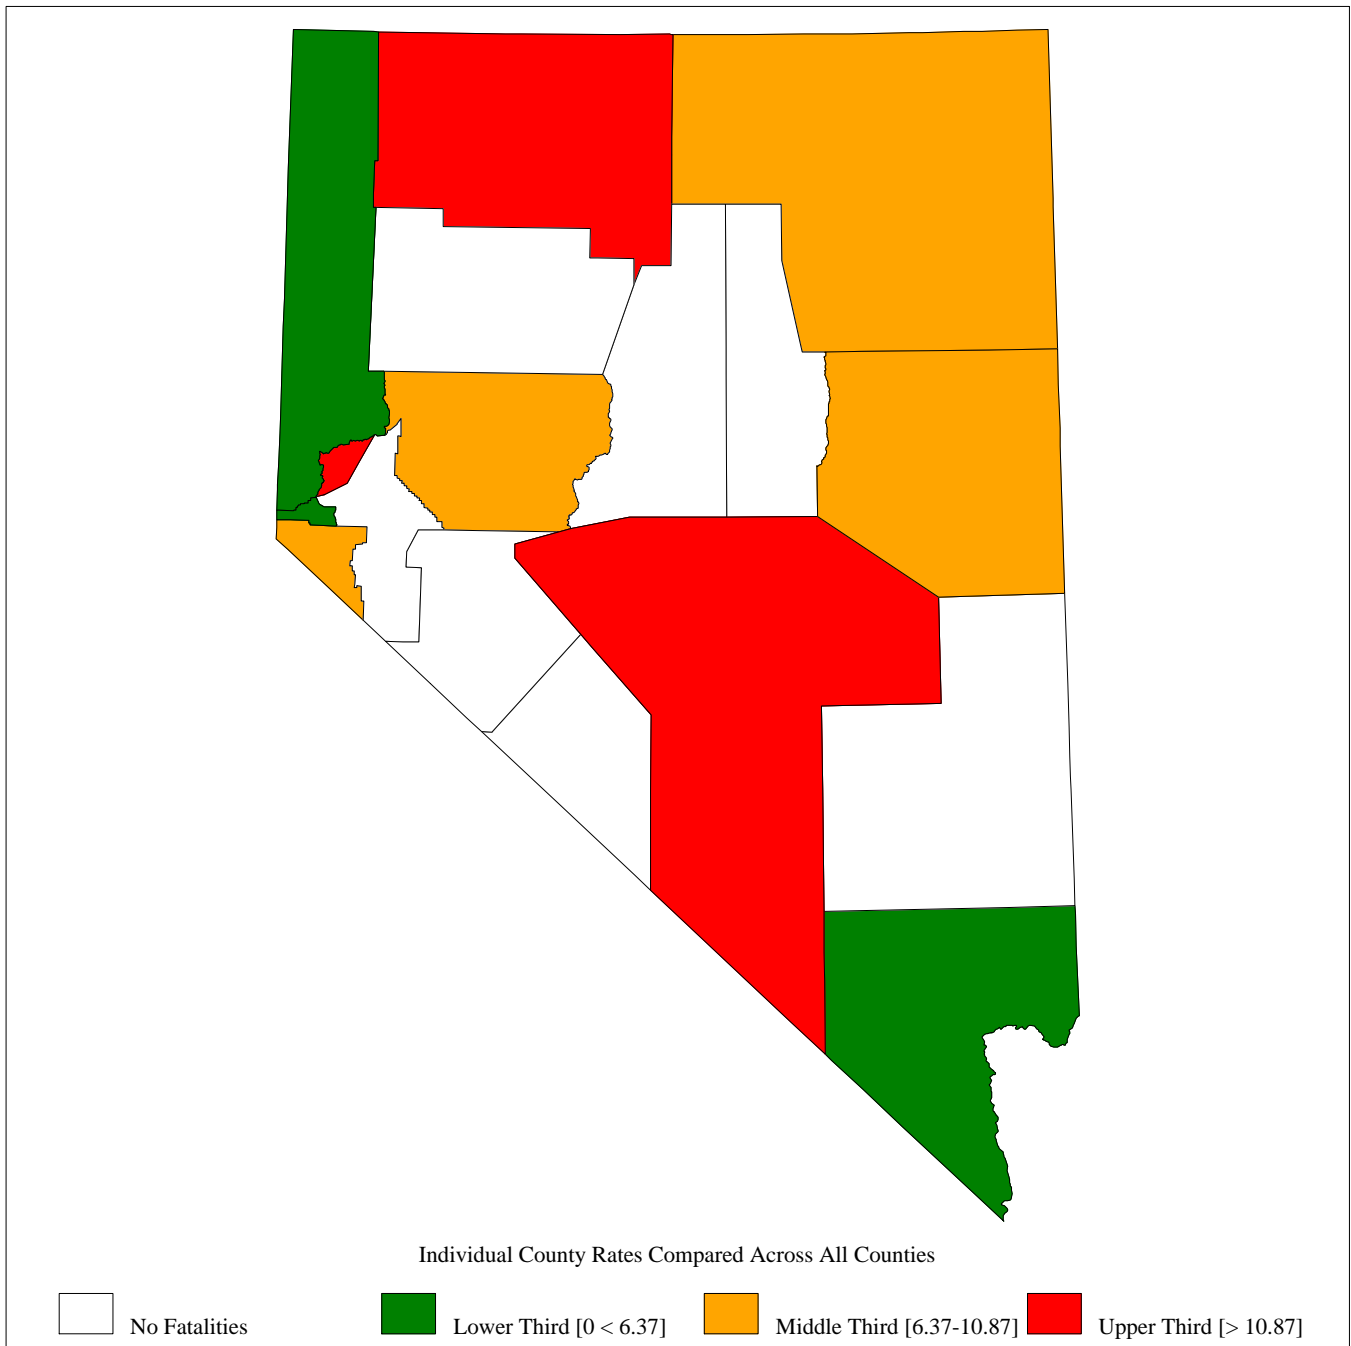 Individual County Rates Compared Across All Counties
No Fatalities
Lower Third [0 < 6.37]
Middle Third [6.37-10.87]
Upper Third [> 10.87]